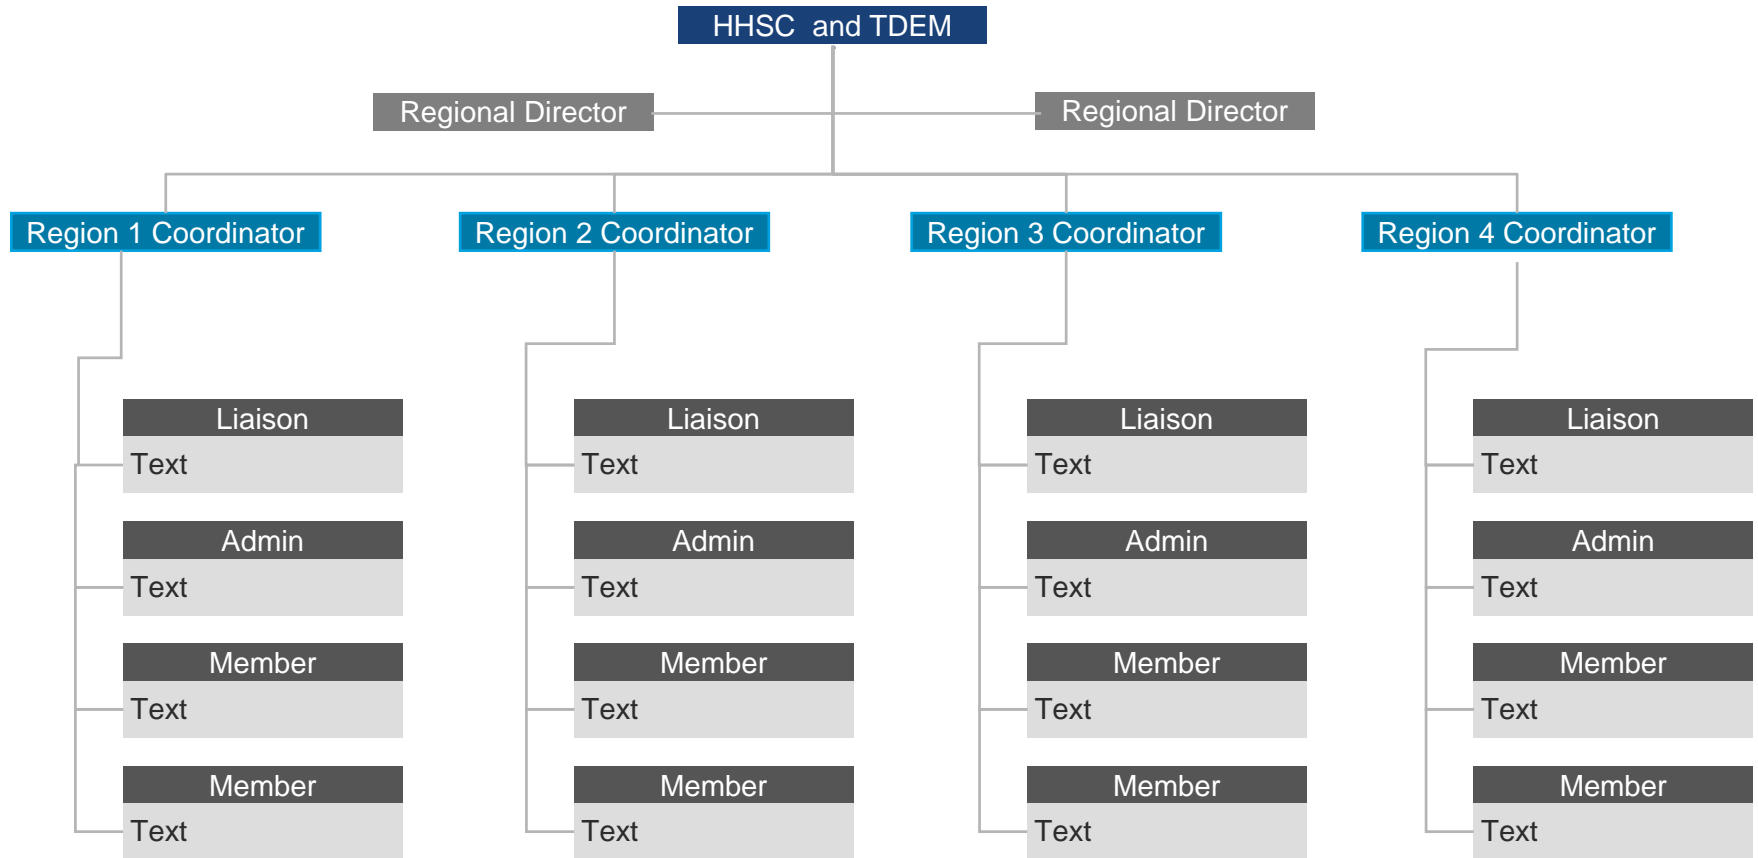 HHSC and TDEM
Regional Director
Regional Director
Region 1 Coordinator
Region 2 Coordinator
Region 3 Coordinator
Region 4 Coordinator
Liaison
Text
Admin
Text
Member
Text
Member
Text
Liaison
Text
Admin
Text
Member
Text
Member
Text
Liaison
Text
Admin
Text
Member
Text
Member
Text
Liaison
Text
Admin
Text
Member
Text
Member
Text